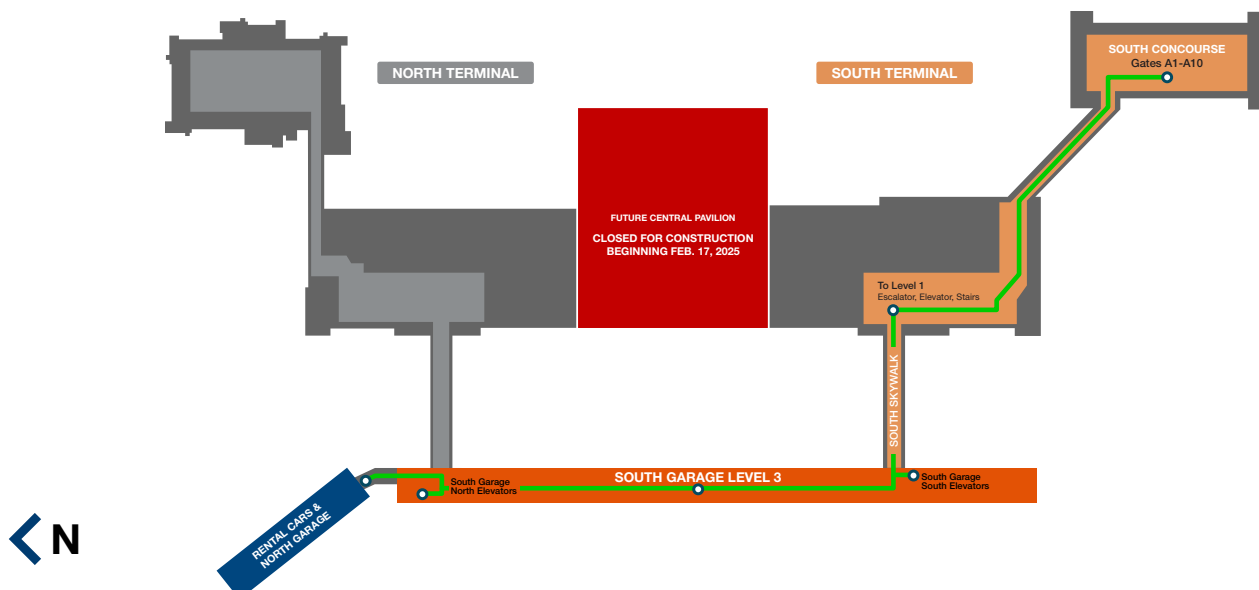 NORTH TERMINAL
SOUTH TERMINAL
SOUTH CONCOURSE
Gates A1-A10
FUTURE CENTRAL PAVILION
CLOSED FOR CONSTRUCTION
BEGINNING FEB. 17, 2025
To Level 1
Escalator, Elevator, Stairs
SOUTH SKYWALK
SOUTH GARAGE LEVEL 3
South Garage
North Elevators
South Garage
South Elevators
RENTAL CARS &
NORTH GARAGE
N